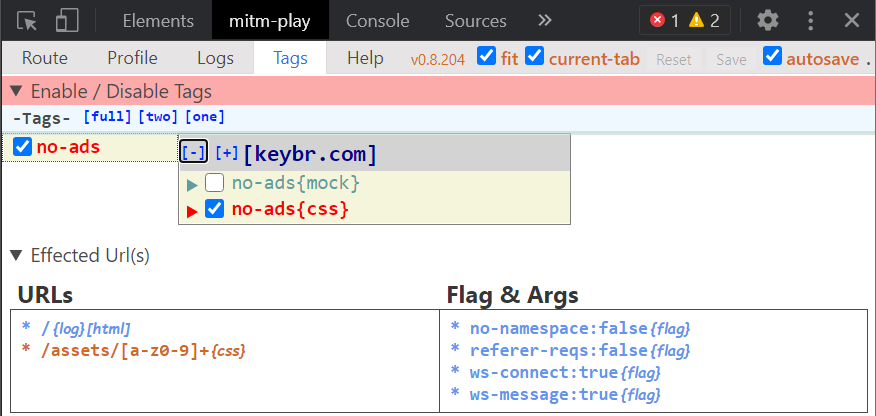 Elements mitm-play Console Sources » 1 2
Route Profile Logs Tags Help v0.8.204 fit current-tab Reset Save autosave .
▼ Enable / Disable Tags
-Tags- [full] [two] [one]
no-ads
[-] [+] [keybr.com]
▶ no-ads{mock}
▶ no-ads{css}
▼ Effected Url(s)
URLs
* /{log}[html]
* /assets/[a-z0-9]+{css}
Flag & Args
* no-namespace:false{flag}
* referer-reqs:false{flag}
* ws-connect:true{flag}
* ws-message:true{flag}